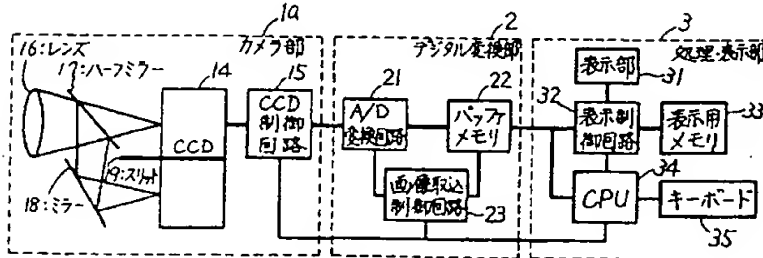 1a
カメラ部
16:レンズ
17:ハーフミラー
14
CCD
19:スリット
18:ミラー
15
CCD
制御
回路
2
デジタル変換部
21
A/D
変換回路
22
バッファ
メモリ
画像取込
制御回路
23
3
処理・表示部
表示部
31
32
表示制
御回路
表示用
メモリ
33
34
CPU
キーボード
35